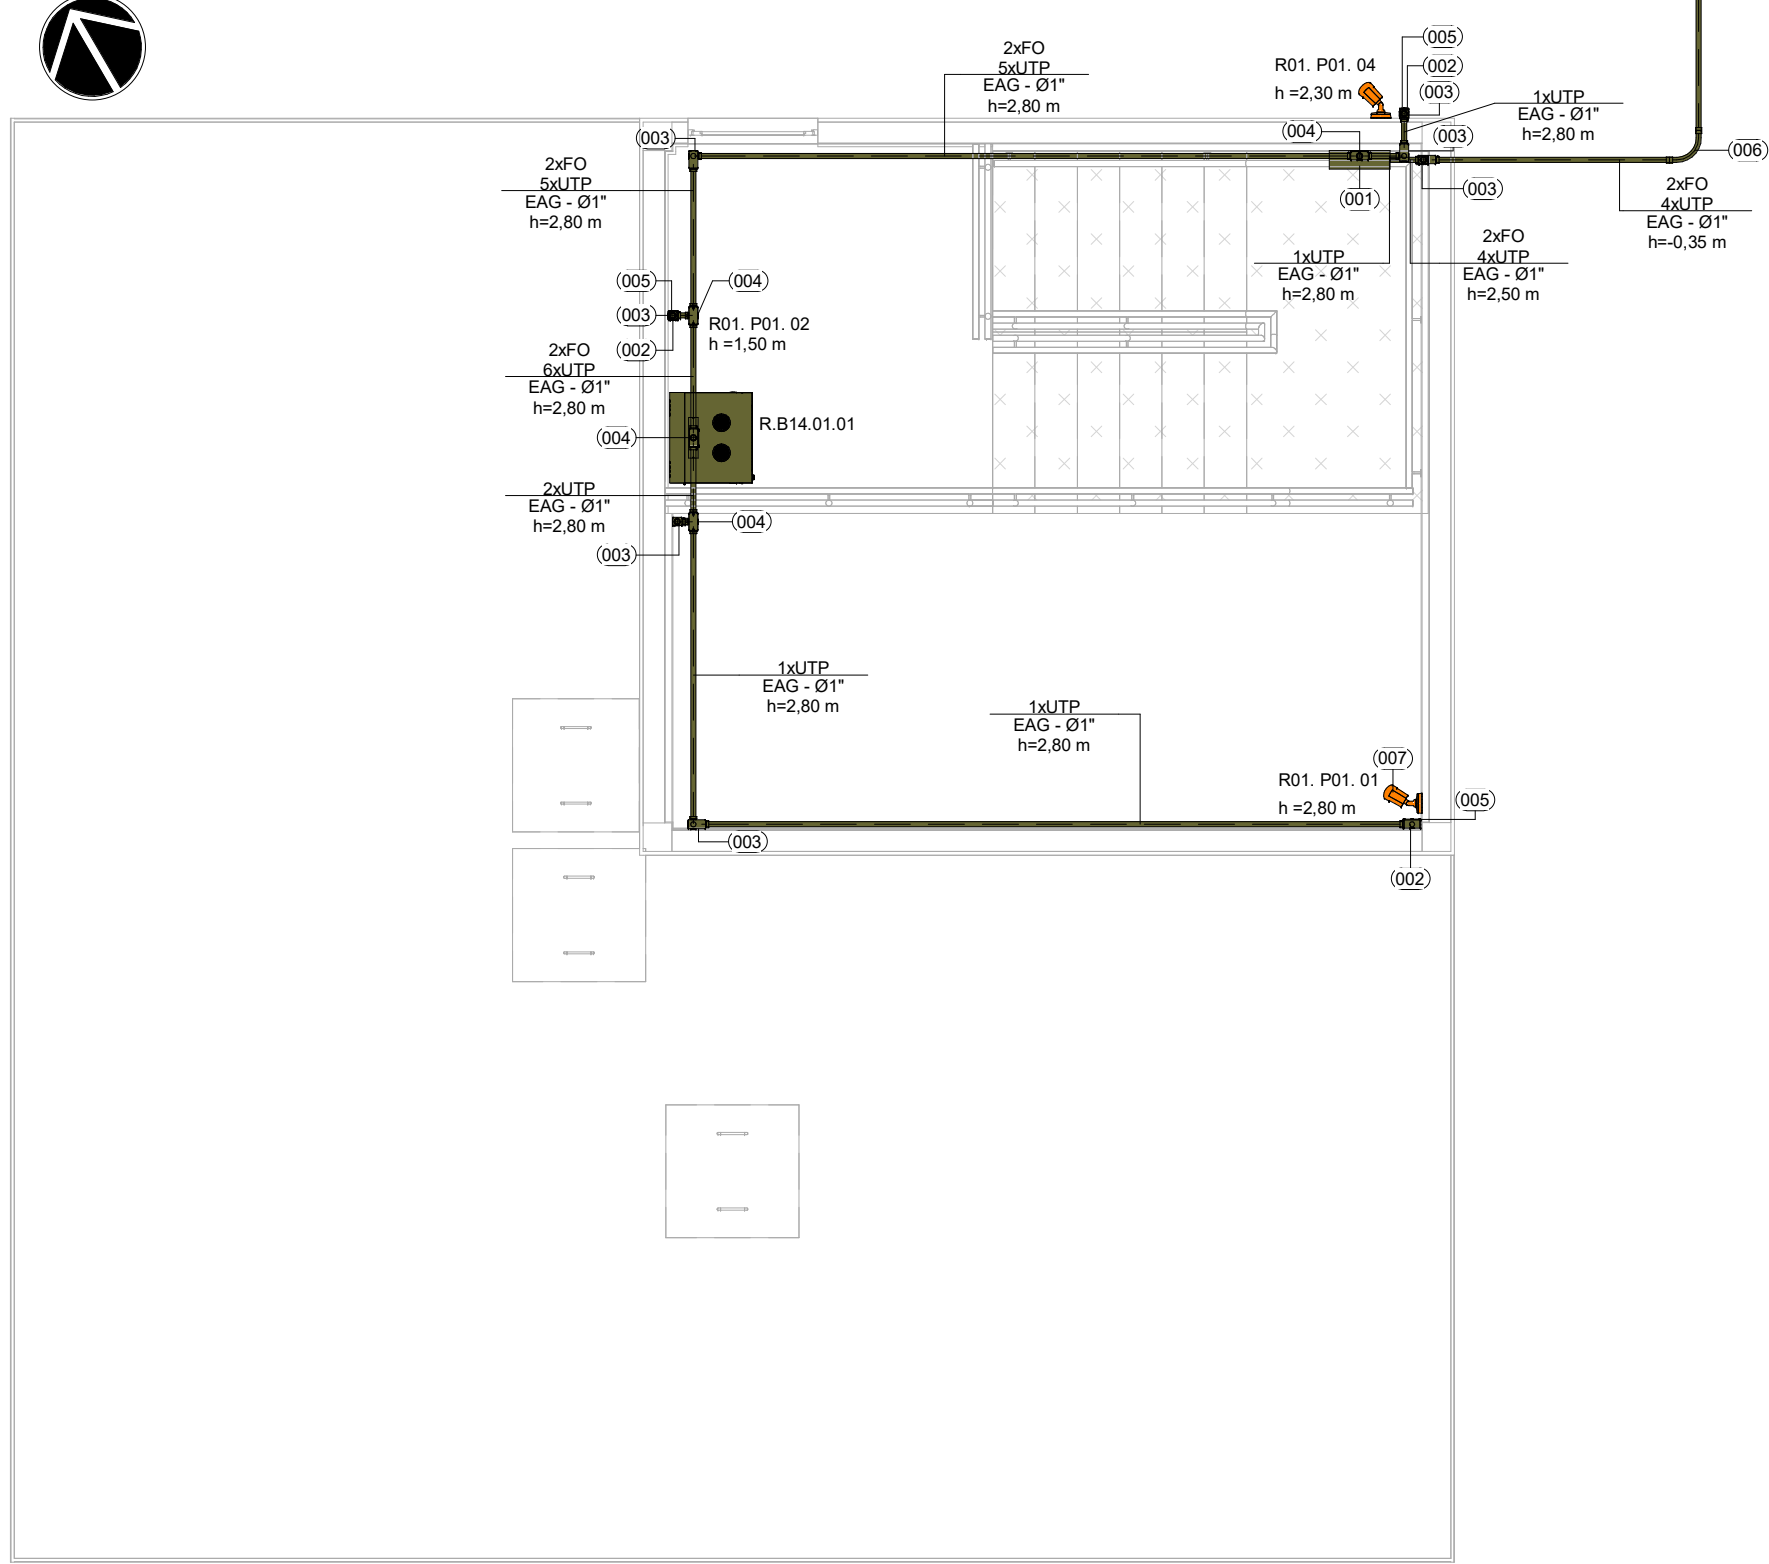 (005)
2xFO
5xUTP
EAG - Ø1"
h=2,80 m
R01. P01. 04
h =2,30 m
(002)
(003)
1xUTP
EAG - Ø1"
h=2,80 m
(004)
(003)
(003)
(006)
2xFO
5xUTP
EAG - Ø1"
h=2,80 m
(001)
(003)
2xFO
4xUTP
EAG - Ø1"
h=-0,35 m
1xUTP
EAG - Ø1"
h=2,80 m
2xFO
4xUTP
EAG - Ø1"
h=2,50 m
(005)
(004)
(003)
R01. P01. 02
h =1,50 m
(002)
2xFO
6xUTP
EAG - Ø1"
h=2,80 m
R.B14.01.01
(004)
2xUTP
EAG - Ø1"
h=2,80 m
(004)
(003)
1xUTP
EAG - Ø1"
h=2,80 m
1xUTP
EAG - Ø1"
h=2,80 m
(007)
R01. P01. 01
h =2,80 m
(005)
(003)
(002)